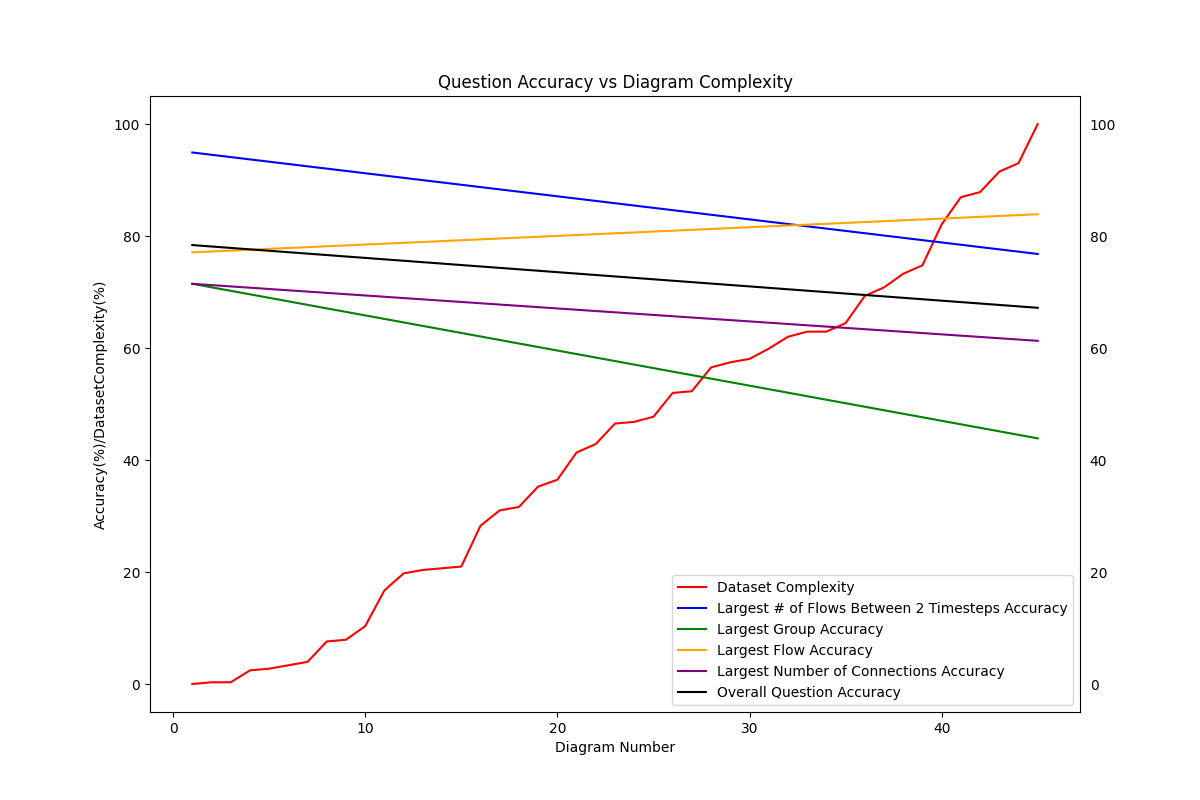 Question Accuracy vs Diagram Complexity
100
80
60
40
20
0
100
80
60
40
20
0
Accuracy(%)/DatasetComplexity(%)
0
10
20
30
40
Diagram Number
Dataset Complexity
Largest # of Flows Between 2 Timesteps Accuracy
Largest Group Accuracy
Largest Flow Accuracy
Largest Number of Connections Accuracy
Overall Question Accuracy